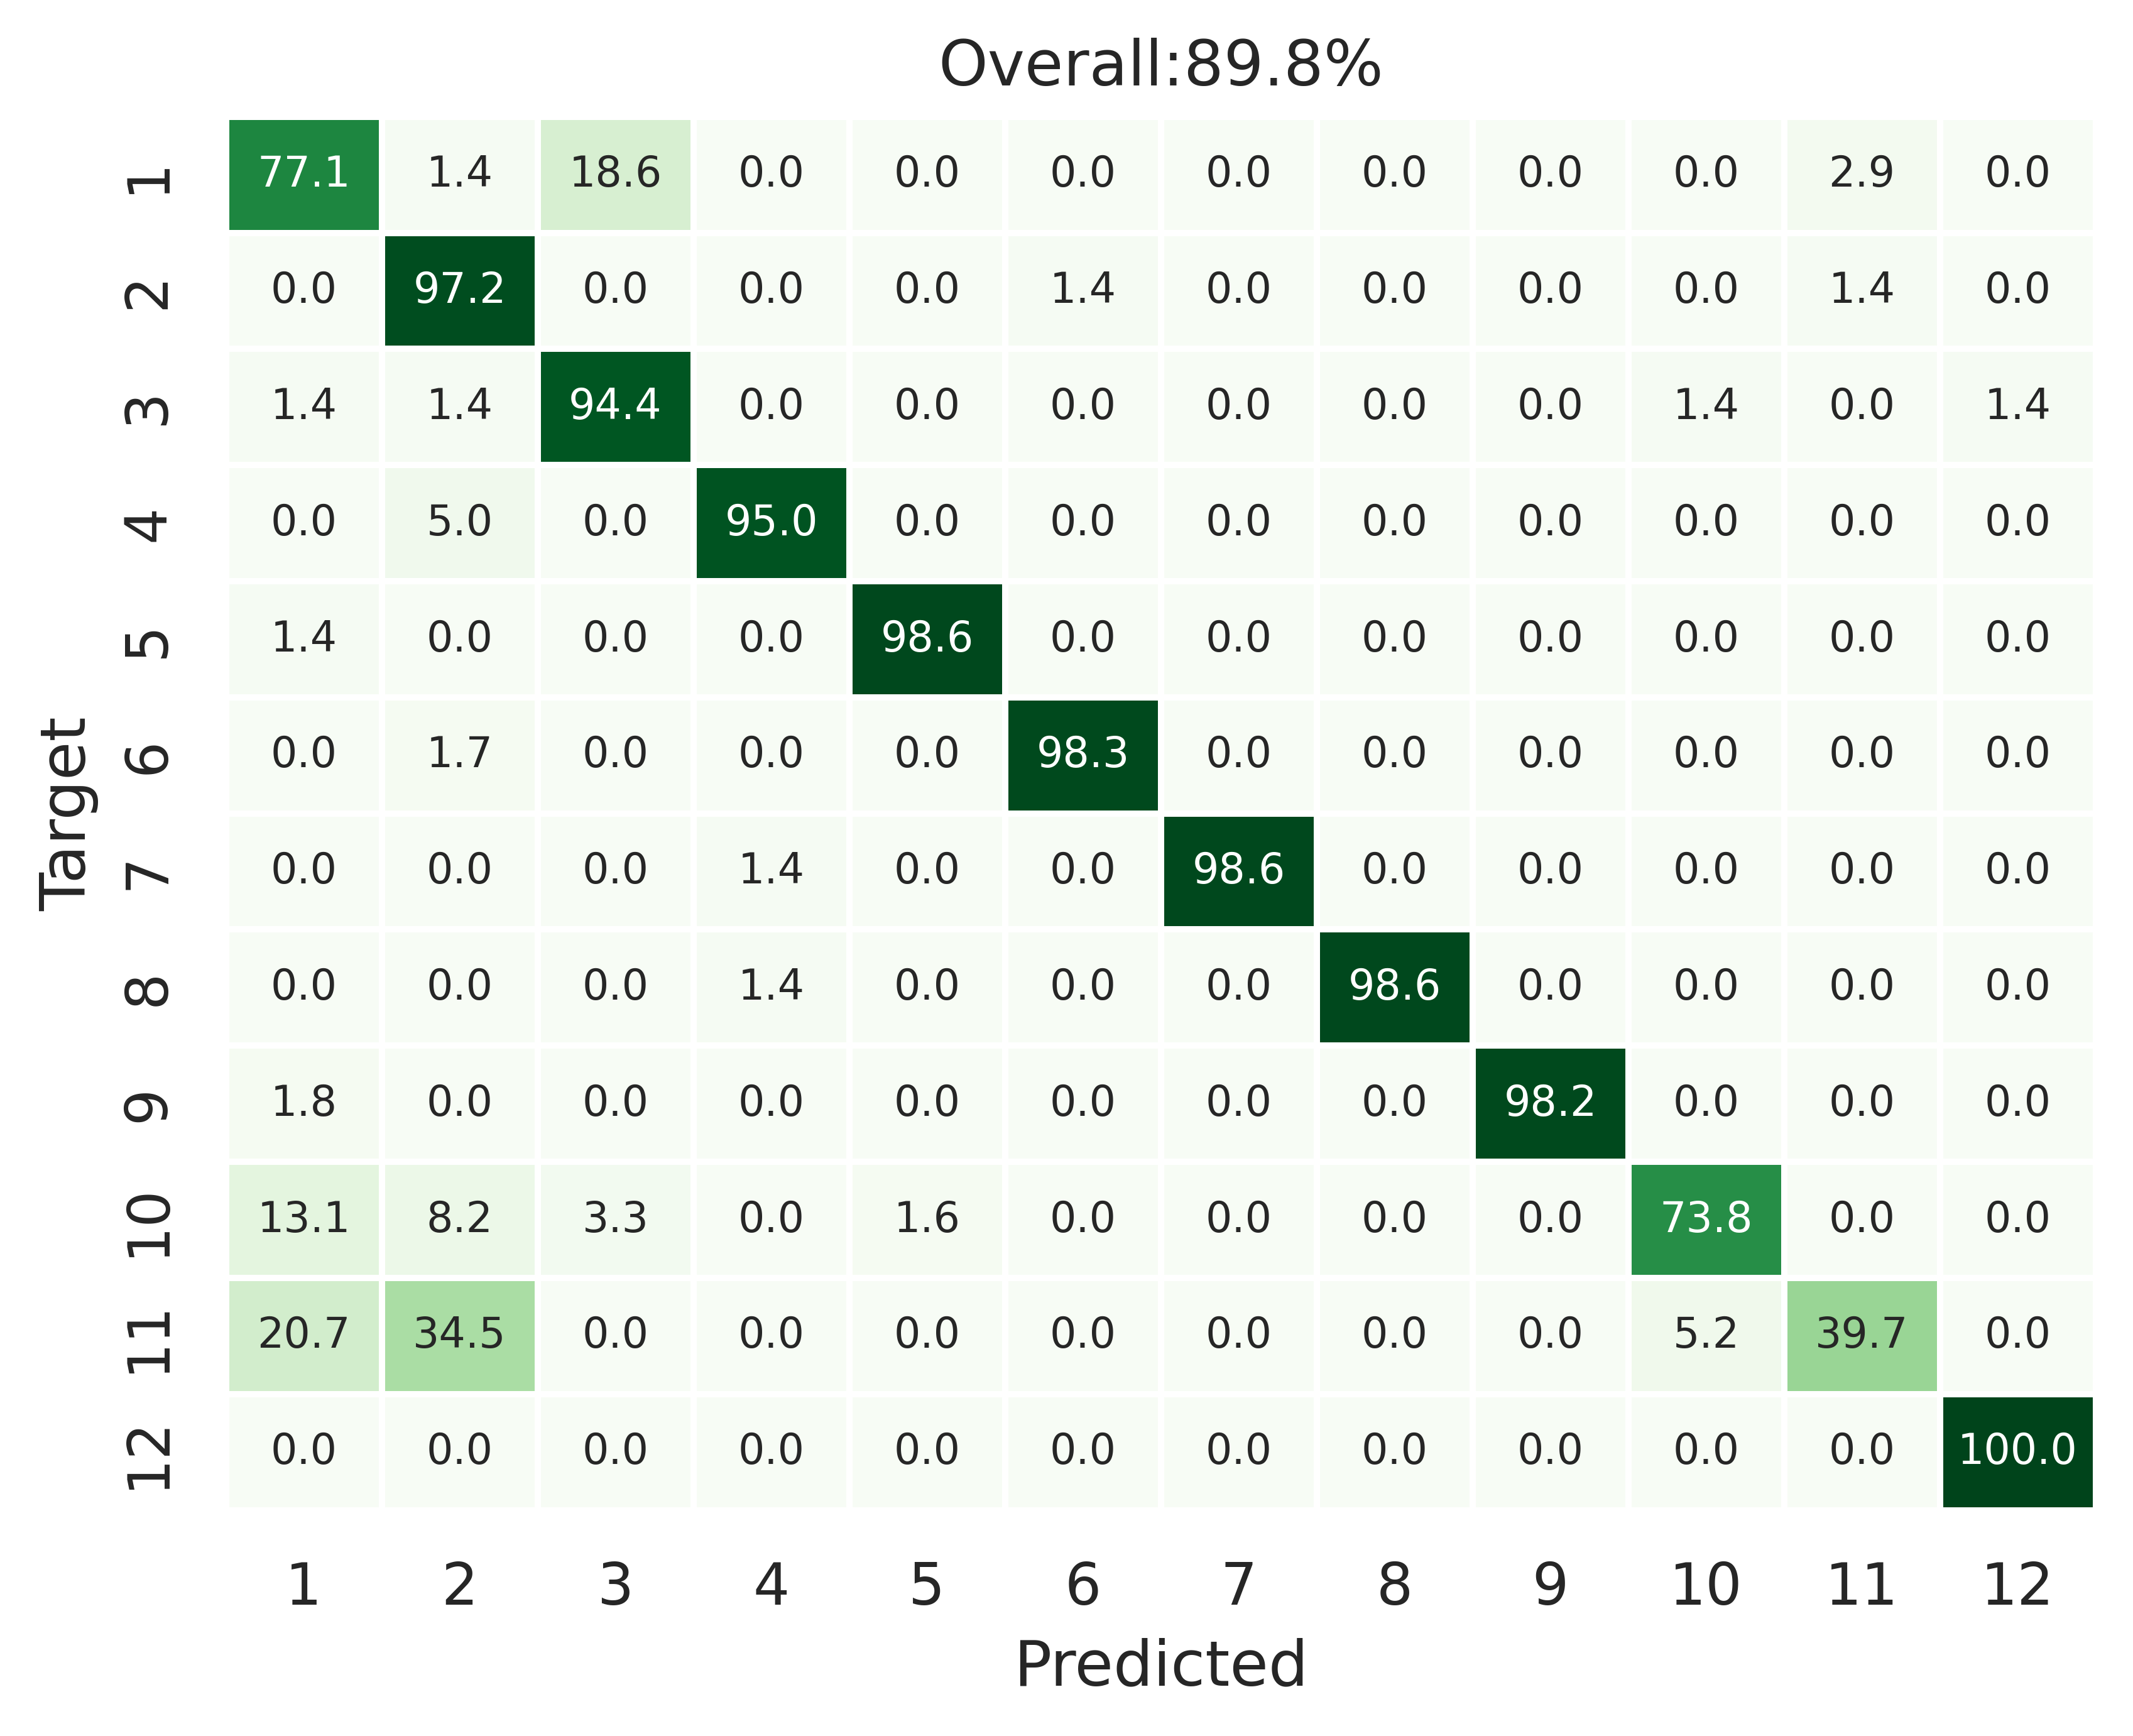 Overall:89.8%
1 77.1 1.4 18.6 0.0 0.0 0.0 0.0 0.0 0.0 0.0 2.9 0.0
2 0.0 97.2 0.0 0.0 0.0 1.4 0.0 0.0 0.0 0.0 1.4 0.0
3 1.4 1.4 94.4 0.0 0.0 0.0 0.0 0.0 0.0 1.4 0.0 1.4
4 0.0 5.0 0.0 95.0 0.0 0.0 0.0 0.0 0.0 0.0 0.0 0.0
5 1.4 0.0 0.0 0.0 98.6 0.0 0.0 0.0 0.0 0.0 0.0 0.0
6 0.0 1.7 0.0 0.0 0.0 98.3 0.0 0.0 0.0 0.0 0.0 0.0
7 0.0 0.0 0.0 1.4 0.0 0.0 98.6 0.0 0.0 0.0 0.0 0.0
8 0.0 0.0 0.0 1.4 0.0 0.0 0.0 98.6 0.0 0.0 0.0 0.0
9 1.8 0.0 0.0 0.0 0.0 0.0 0.0 0.0 98.2 0.0 0.0 0.0
10 13.1 8.2 3.3 0.0 1.6 0.0 0.0 0.0 0.0 73.8 0.0 0.0
11 20.7 34.5 0.0 0.0 0.0 0.0 0.0 0.0 0.0 5.2 39.7 0.0
12 0.0 0.0 0.0 0.0 0.0 0.0 0.0 0.0 0.0 0.0 0.0 100.0
Target
1 2 3 4 5 6 7 8 9 10 11 12
Predicted